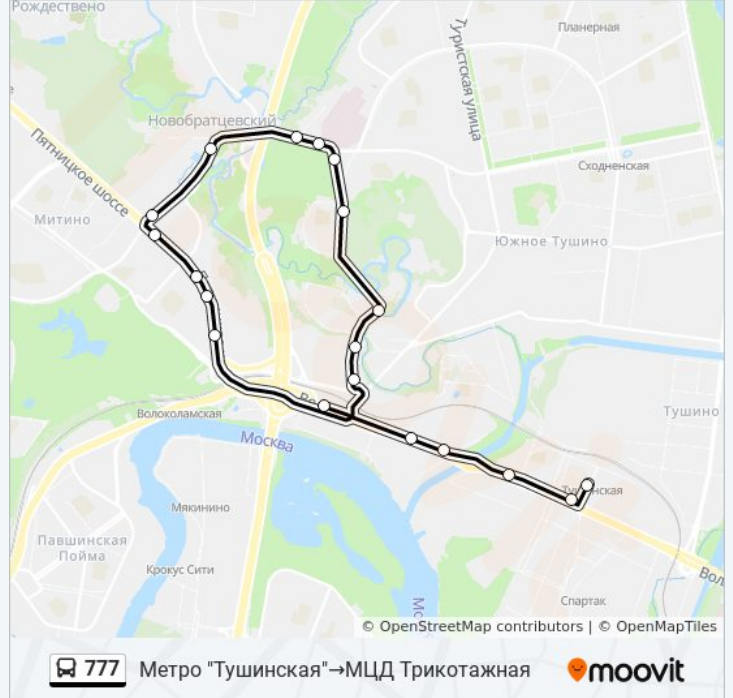 Рождествено
Планерная
Туристская улица
Новобратцевский
Пятницкое шоссе
Сходненская
Митино
Южное Тушино
Волоколамская
Тушино
Москва
Мякинино
Павшинская
Пойма
Крокус Сити
Спартак
© OpenStreetMap contributors | © OpenMapTiles
777 Метро "Тушинская"→МЦД Трикотажная moovit